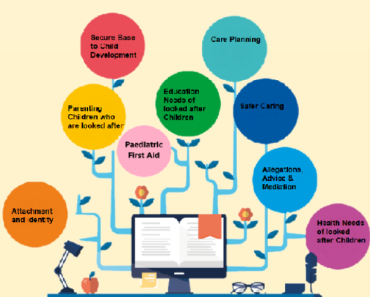 Secure Base
to Child
Development
Care Planning
Parenting
Children who
are looked after
Education
Needs of
looked after
Children
Safer Caring
Paediatric
First Aid
Allegations,
Advice &
Mediation
Attachment
and Identity
Health Needs
of looked
after Children